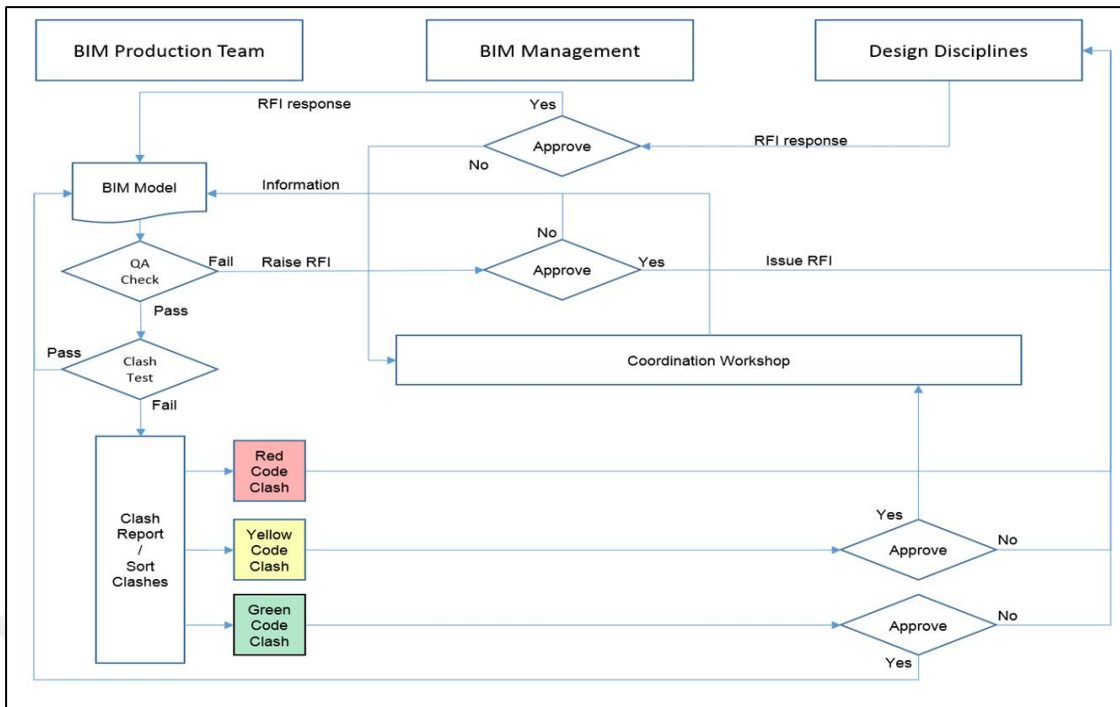 BIM Production Team
BIM Management
Design Disciplines
RFI response
Yes
Approve
RFI response
No
BIM Model
Information
No
QA
Check
Fail
Raise RFI
Approve
Yes
Issue RFI
Pass
Pass
Clash
Test
Coordination Workshop
Fail
Red
Code
Clash
Clash
Report
/
Sort
Clashes
Yes
Yellow
Code
Clash
Approve
No
Green
Code
Clash
Approve
No
Yes